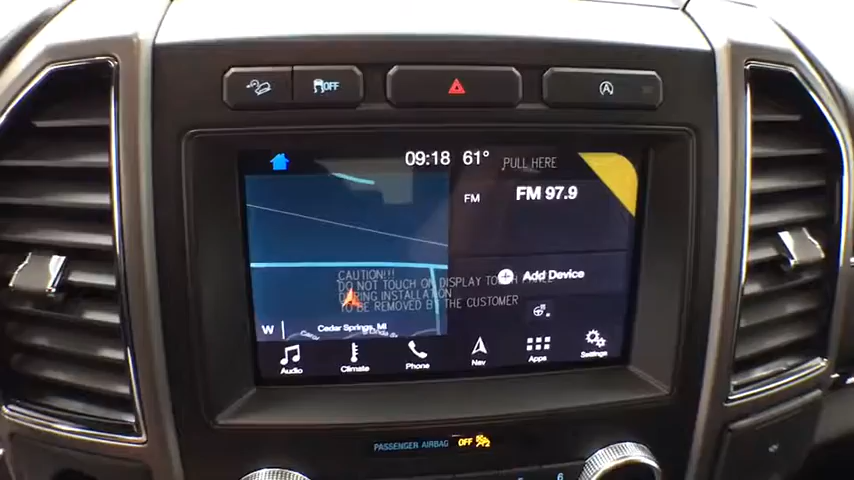 OFF
A
09:18 61° PULL HERE
FM FM 97.9
CAUTION!!!
DO NOT TOUCH ON DISPLAY TOUCH PANEL
DURING INSTALLATION
TO BE REMOVED BY THE CUSTOMER
Add Device
W Cedar Springs, MI
Audio Climate Phone Nav Apps Settings
PASSENGER AIRBAG OFF